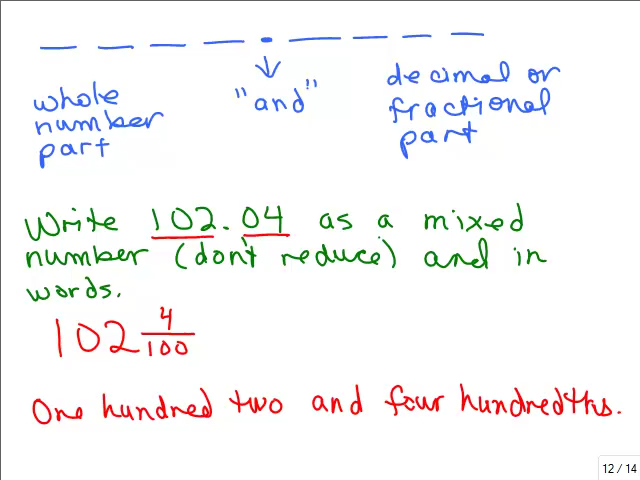 whole
number
part
"and"
decimal or
fractional
part
Write 102.04 as a mixed
number (don't reduce) and in
words.
102 4/100
One hundred two and four hundredths.
12 / 14